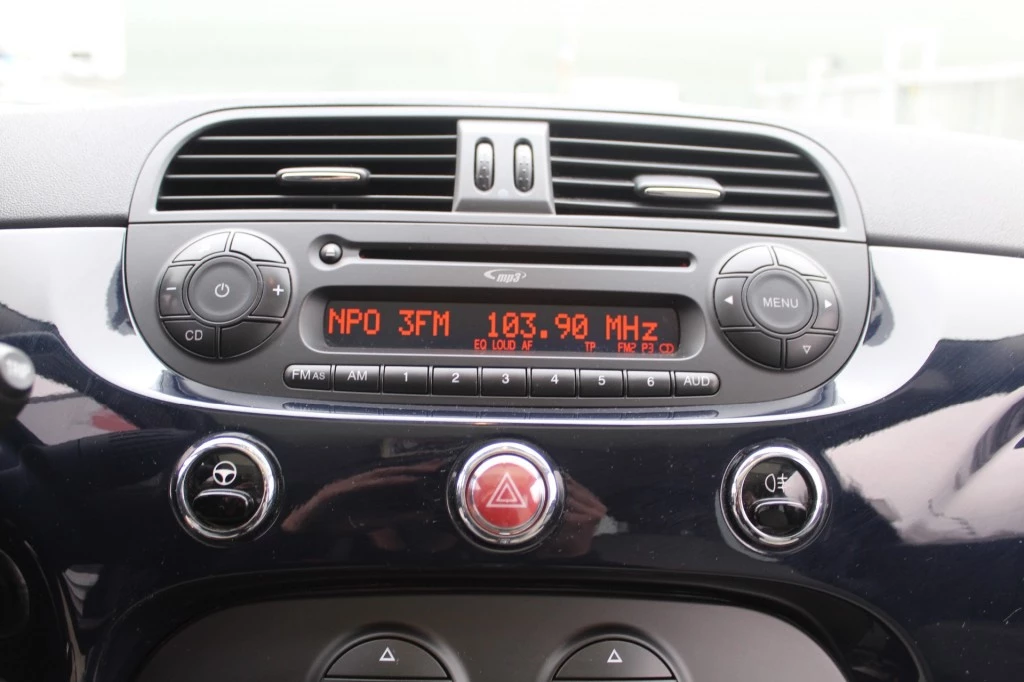 mp3
CD
MENU
NPO 3FM 103.90 MHz
EQ LOUD AF TP FM2 P3 CD
FM AS AM 1 2 3 4 5 6 AUD